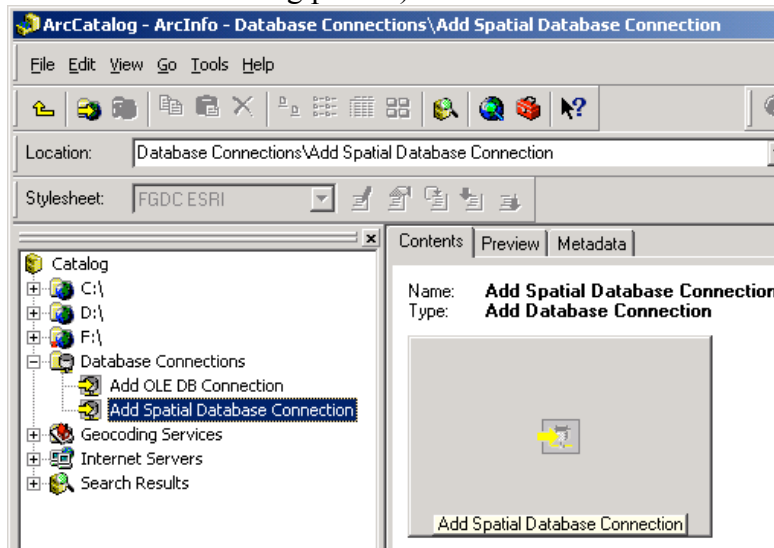 ArcCatalog - ArcInfo - Database Connections\Add Spatial Database Connection
File Edit View Go Tools Help
Location: Database Connections\Add Spatial Database Connection
Stylesheet: FGDC ESRI
Contents Preview Metadata
Catalog
C:\
D:\
F:\
Database Connections
Add OLE DB Connection
Add Spatial Database Connection
Geocoding Services
Internet Servers
Search Results
Name: Add Spatial Database Connection
Type: Add Database Connection
Add Spatial Database Connection